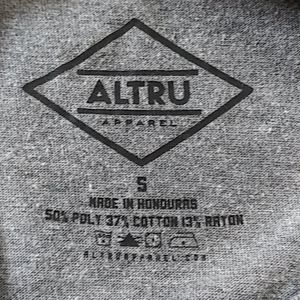 ALTRU
APPAREL
S
MADE IN HONDURAS
50% POLY 37% COTTON 13% RAYON
ALTRUAPPAREL.COM